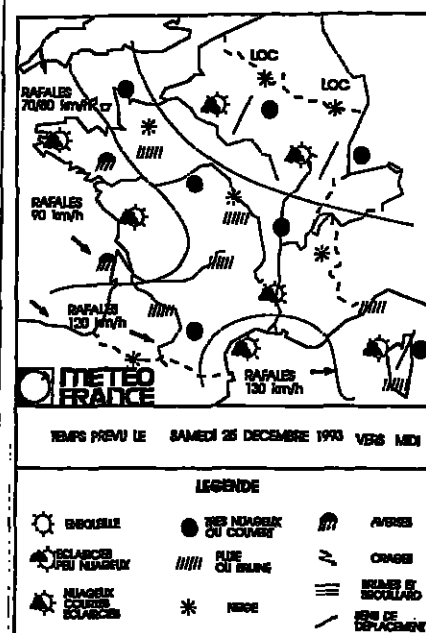 LOC
LOC
RAFALES
70/80 km/h
RAFALES
90 km/h
RAFALES
120 km/h
RAFALES
130 km/h
METEO
FRANCE
TEMPS PREVU LE SAMEDI 25 DECEMBRE 1993 VERS MIDI
LEGENDE
ENSOLEILLE
TRES NUAGEUX
OU COUVERT
AVERSES
ECLAIRCIES
PEU NUAGEUX
PLUIE
OU BRUINE
ORAGES
NUAGEUX
COURTES
ECLAIRCIES
NEIGE
BRUMES ET
BROUILLARD
SENS DE
DEPLACEMENT